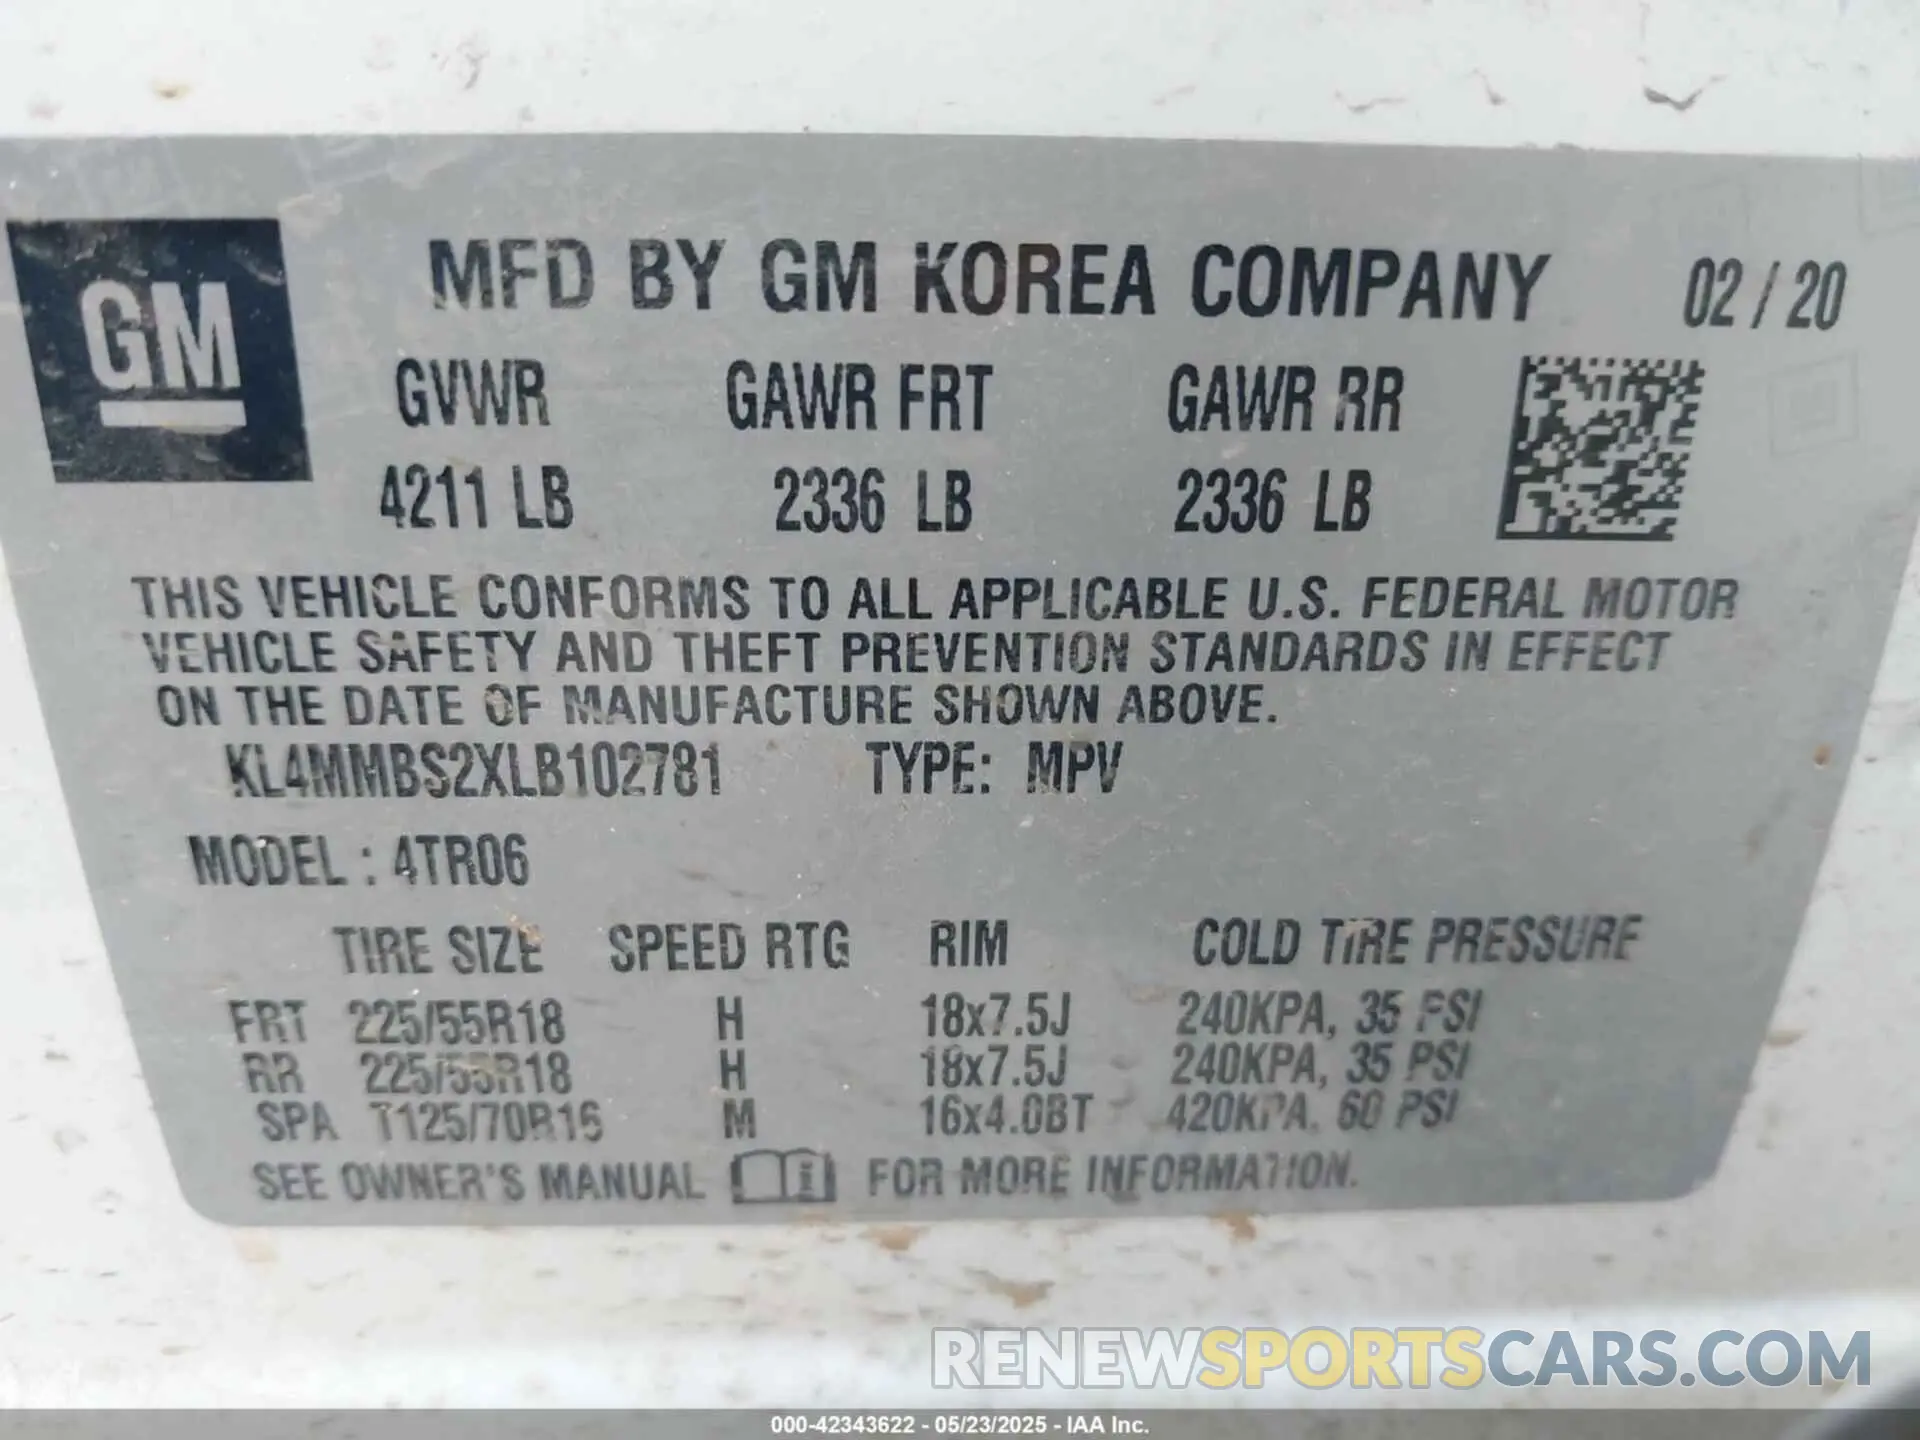 GM
MFD BY GM KOREA COMPANY 02 / 20
GVWR GAWR FRT GAWR RR
4211 LB 2336 LB 2336 LB
THIS VEHICLE CONFORMS TO ALL APPLICABLE U.S. FEDERAL MOTOR
VEHICLE SAFETY AND THEFT PREVENTION STANDARDS IN EFFECT
ON THE DATE OF MANUFACTURE SHOWN ABOVE.
KL4MMBS2XLB102781 TYPE: MPV
MODEL : 4TR06
TIRE SIZE SPEED RTG RIM COLD TIRE PRESSURE
FRT 225/55R18 H 18x7.5J 240KPA, 35 PSI
RR 225/55R18 H 18x7.5J 240KPA, 35 PSI
SPA T125/70R16 M 16x4.0BT 420KPA, 60 PSI
SEE OWNER'S MANUAL FOR MORE INFORMATION.
RENEWSPORTSCARS.COM
000-42343622 - 05/23/2025 - IAA Inc.